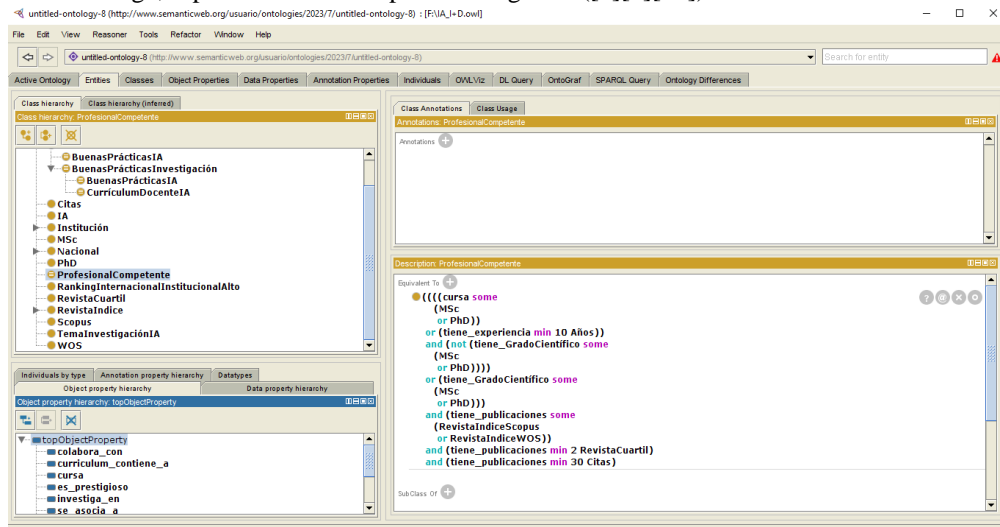 untitled-ontology-8 (http://www.semanticweb.org/usuario/ontologies/2023/7/untitled-ontology-8) : [F:\IA_I+D.owl]
File Edit View Reasoner Tools Refactor Window Help
untitled-ontology-8 (http://www.semanticweb.org/usuario/ontologies/2023/7/untitled-ontology-8)
Search for entity
Active Ontology Entities Classes Object Properties Data Properties Annotation Properties Individuals OWLViz DL Query OntoGraf SPARQL Query Ontology Differences
Class hierarchy Class hierarchy (inferred)
Class hierarchy: ProfesionalCompetente
BuenasPrácticasIA
BuenasPrácticasInvestigación
BuenasPrácticasIA
CurrículumDocenteIA
Citas
IA
Institución
MSc
Nacional
PhD
ProfesionalCompetente
RankingInternacionalInstitucionalAlto
RevistaCuartil
RevistaIndice
Scopus
TemaInvestigaciónIA
WOS
Individuals by type Annotation property hierarchy Datatypes
Object property hierarchy Data property hierarchy
Object property hierarchy: topObjectProperty
topObjectProperty
colabora_con
curriculum_contiene_a
cursa
es_prestigioso
investiga_en
se_asocia_a
Class Annotations Class Usage
Annotations: ProfesionalCompetente
Annotations
Description: ProfesionalCompetente
Equivalent To
((((cursa some
(MSc
or PhD))
or (tiene_experiencia min 10 Años))
and (not (tiene_GradoCientífico some
(MSc
or PhD))))
or (tiene_GradoCientífico some
(MSc
or PhD)))
and (tiene_publicaciones some
(RevistaIndiceScopus
or RevistaIndiceWOS))
and (tiene_publicaciones min 2 RevistaCuartil)
and (tiene_publicaciones min 30 Citas)
SubClass Of